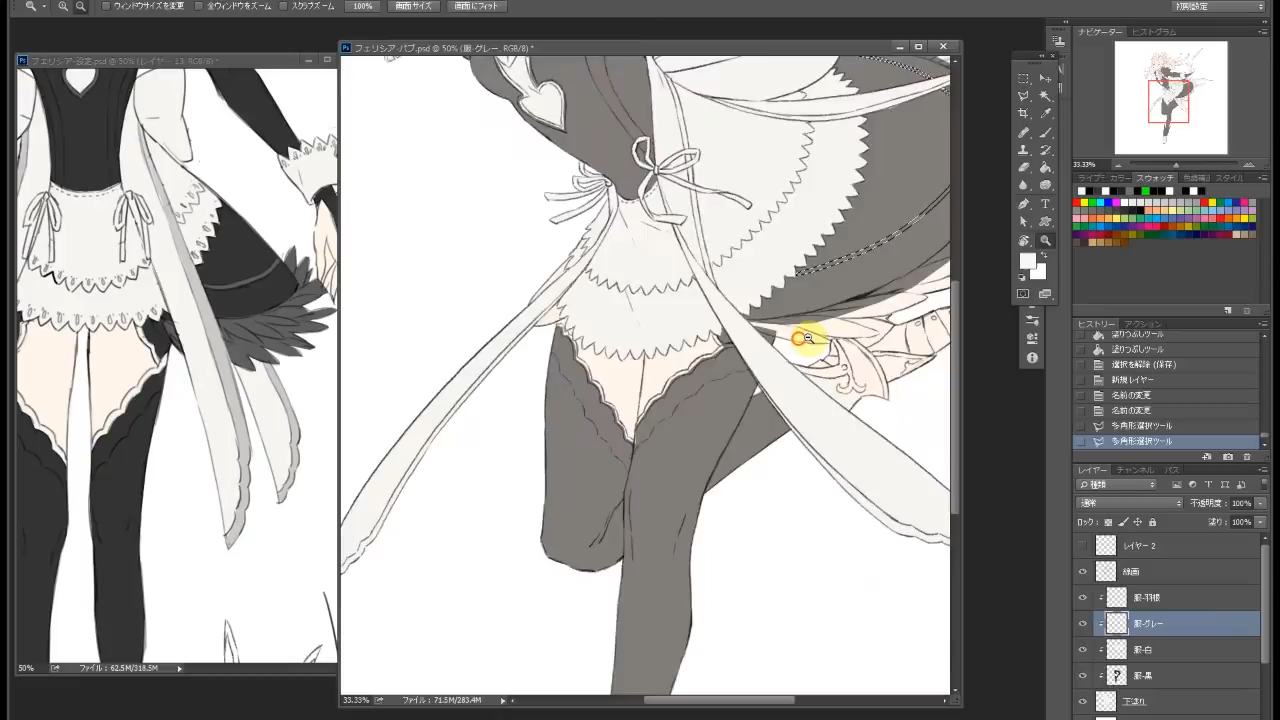 ウィンドウサイズを変更 全ウィンドウをズーム スクラブズーム 100% 画面サイズ 画面にフィット 初期設定
フェリシア-設定.psd @ 50% (レイヤー 13, RGB/8) *
フェリシア-パブ.psd @ 50% (服-グレー, RGB/8) *
ナビゲーター ヒストグラム
33.33%
カラー スウォッチ 色調補正 スタイル
ヒストリー アクション
塗りつぶしツール
塗りつぶしツール
選択を解除 (保存)
新規レイヤー
名前の変更
名前の変更
多角形選択ツール
多角形選択ツール
レイヤー チャンネル パス
種類
通常 不透明度: 100%
ロック: 塗り: 100%
レイヤー 2
線画
服-羽根
服-グレー
服-白
服-黒
下塗り
50% ファイル : 62.5M/318.5M
33.33% ファイル : 71.5M/283.4M